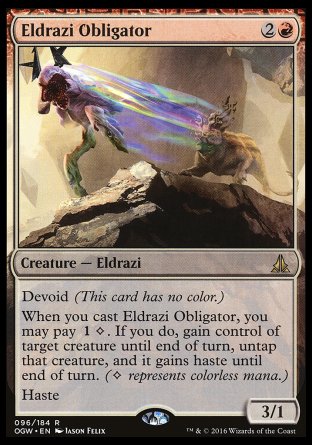 Eldrazi Obligator 2
Creature — Eldrazi
Devoid (This card has no color.)
When you cast Eldrazi Obligator, you
may pay 1◇. If you do, gain control of
target creature until end of turn, untap
that creature, and it gains haste until
end of turn. (◇ represents colorless mana.)
Haste
3/1
096/184 R
OGW • EN Jason Felix
™ & © 2016 Wizards of the Coast